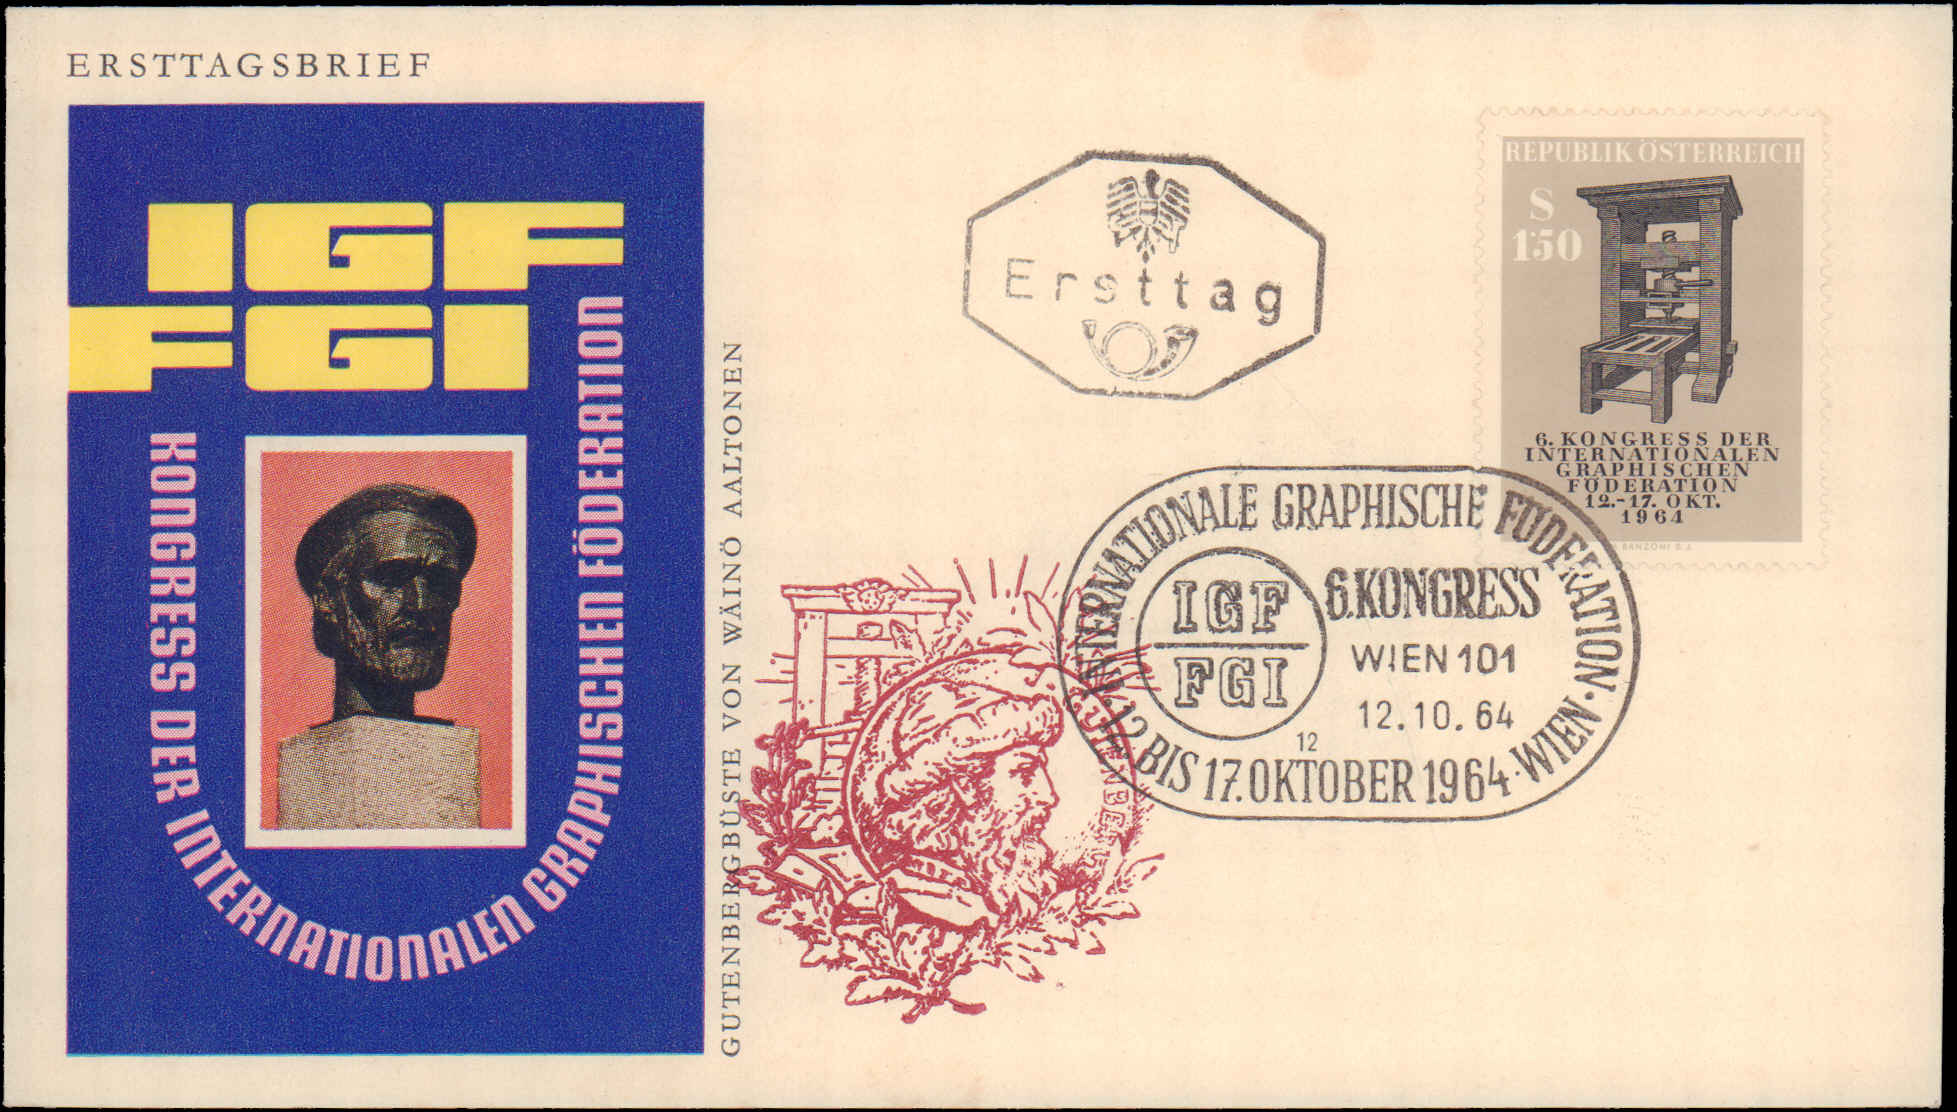 ERSTTAGSBRIEF
IGF
FGI
KONGRESS DER INTERNATIONALEN GRAPHISCHEN FÖDERATION
GUTENBERGBÜSTE VON WÄINÖ AALTONEN
Ersttag
REPUBLIK ÖSTERREICH
S
1·50
6. KONGRESS DER
INTERNATIONALEN
GRAPHISCHEN
FÖDERATION
12.-17. OKT.
1964
INTERNATIONALE GRAPHISCHE FÖDERATION · WIEN ·
IGF
FGI
6. KONGRESS
WIEN 101
12.10.64
12
12 BIS 17. OKTOBER 1964